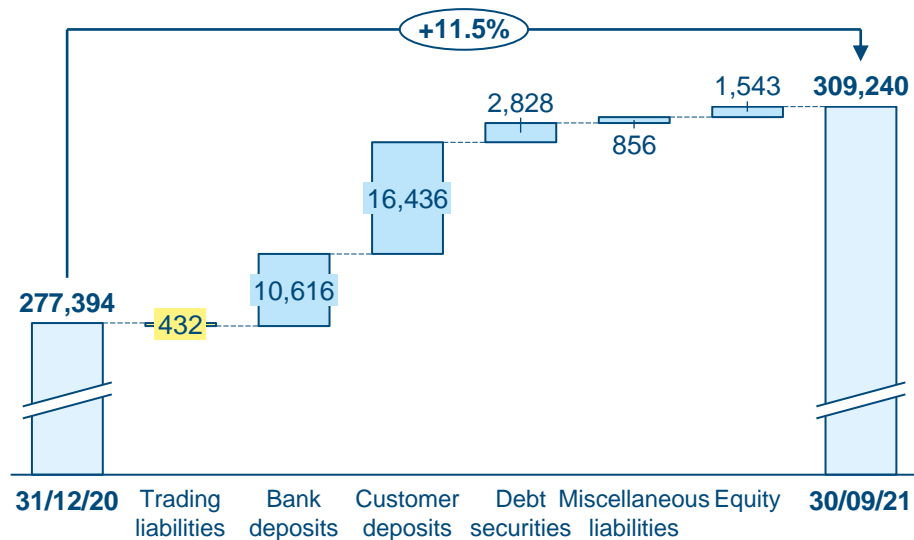 +11.5%
277,394
432
10,616
16,436
2,828
856
1,543
309,240
31/12/20
Trading
liabilities
Bank
deposits
Customer
deposits
Debt
securities
Miscellaneous
liabilities
Equity
30/09/21